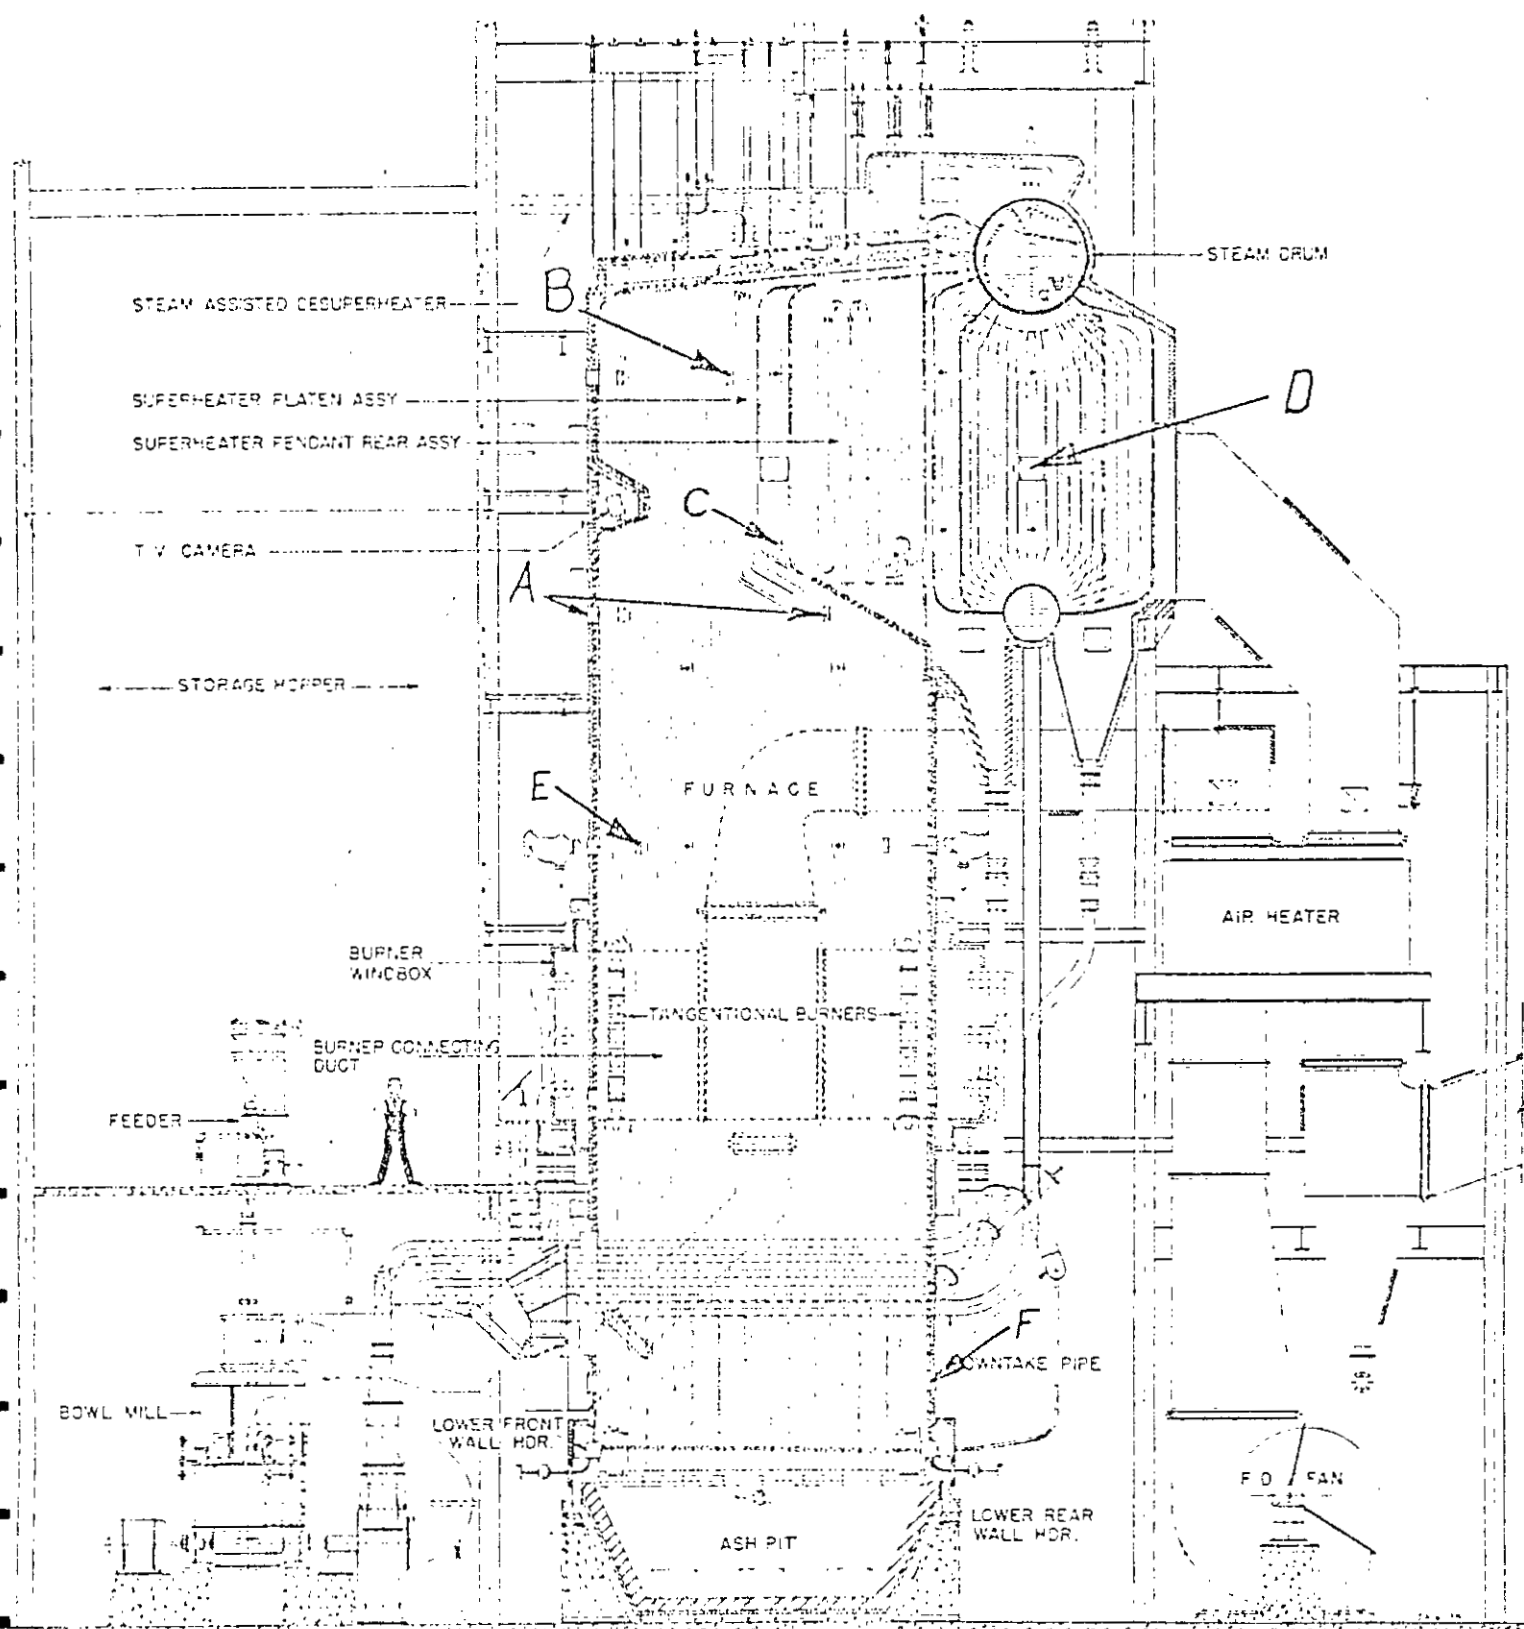 STEAM DRUM
B
STEAM ASSISTED DESUPERHEATER
D
SUPERHEATER PLATEN ASSY
SUPERHEATER PENDANT REAR ASSY
C
T.V. CAMERA
A
STORAGE HOPPER
E
FURNACE
AIR HEATER
BURNER
WINDBOX
TANGENTIONAL BURNERS
BURNER CONNECTING
DUCT
FEEDER
F
DOWNTAKE PIPE
BOWL MILL
LOWER FRONT
WALL HDR.
F.D. FAN
LOWER REAR
WALL HDR.
ASH PIT